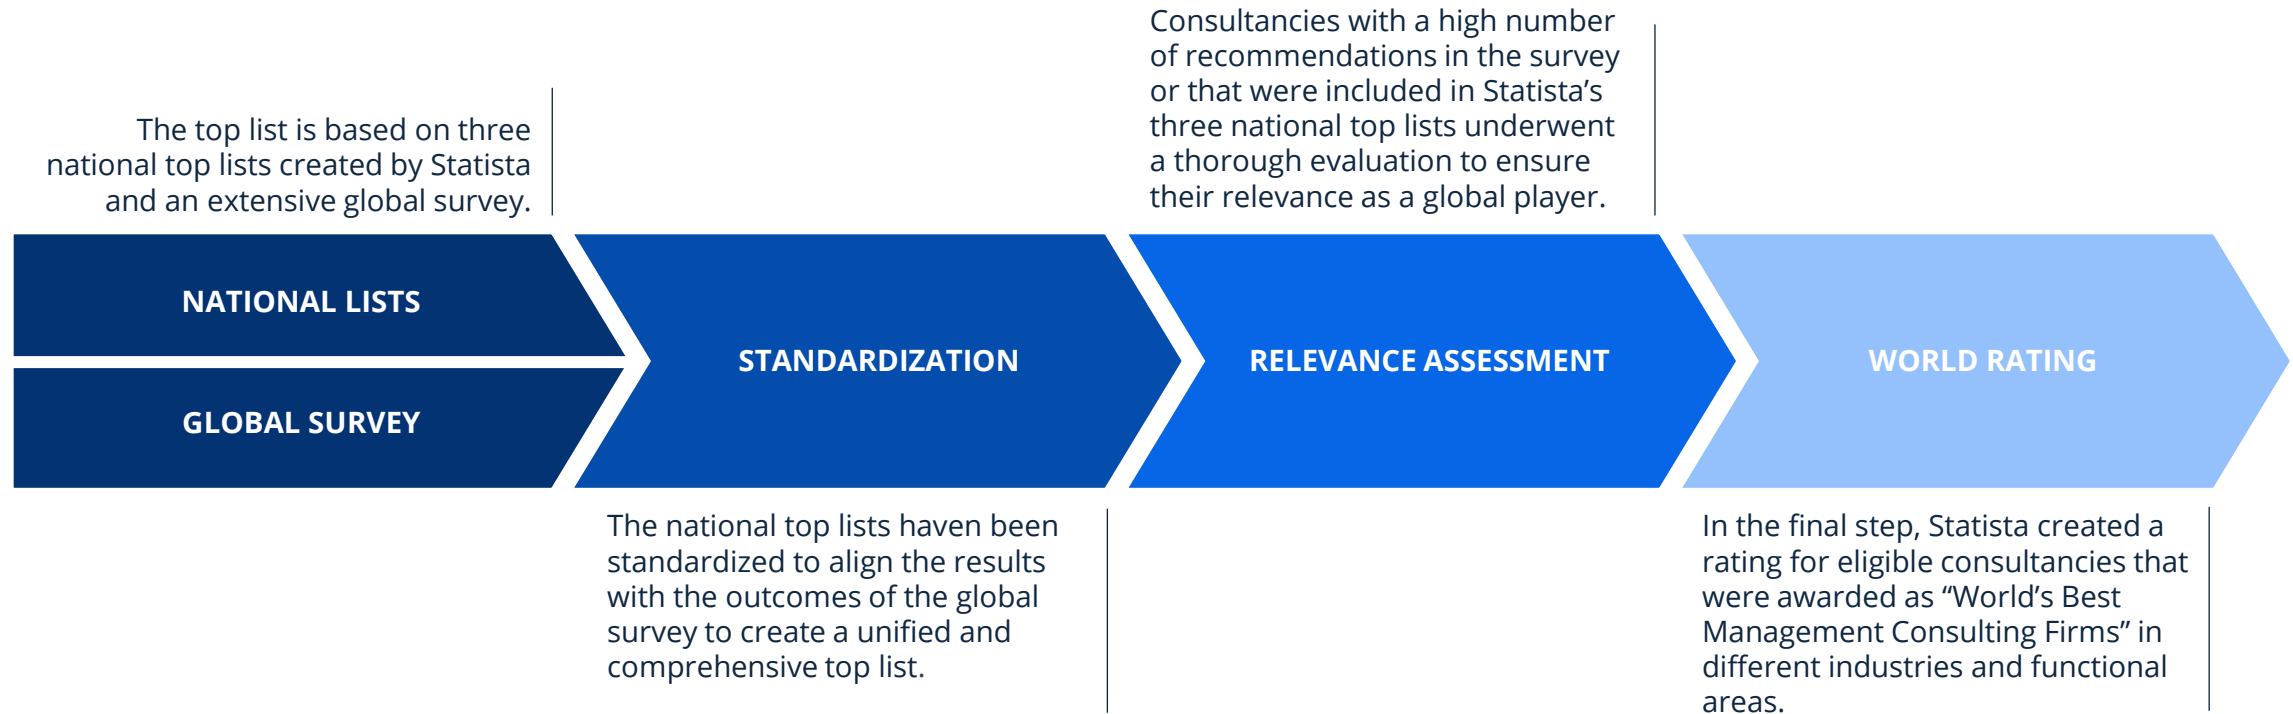 The top list is based on three
national top lists created by Statista
and an extensive global survey.
NATIONAL LISTS
GLOBAL SURVEY
STANDARDIZATION
The national top lists haven been
standardized to align the results
with the outcomes of the global
survey to create a unified and
comprehensive top list.
Consultancies with a high number
of recommendations in the survey
or that were included in Statista’s
three national top lists underwent
a thorough evaluation to ensure
their relevance as a global player.
RELEVANCE ASSESSMENT
WORLD RATING
In the final step, Statista created a
rating for eligible consultancies that
were awarded as “World’s Best
Management Consulting Firms” in
different industries and functional
areas.